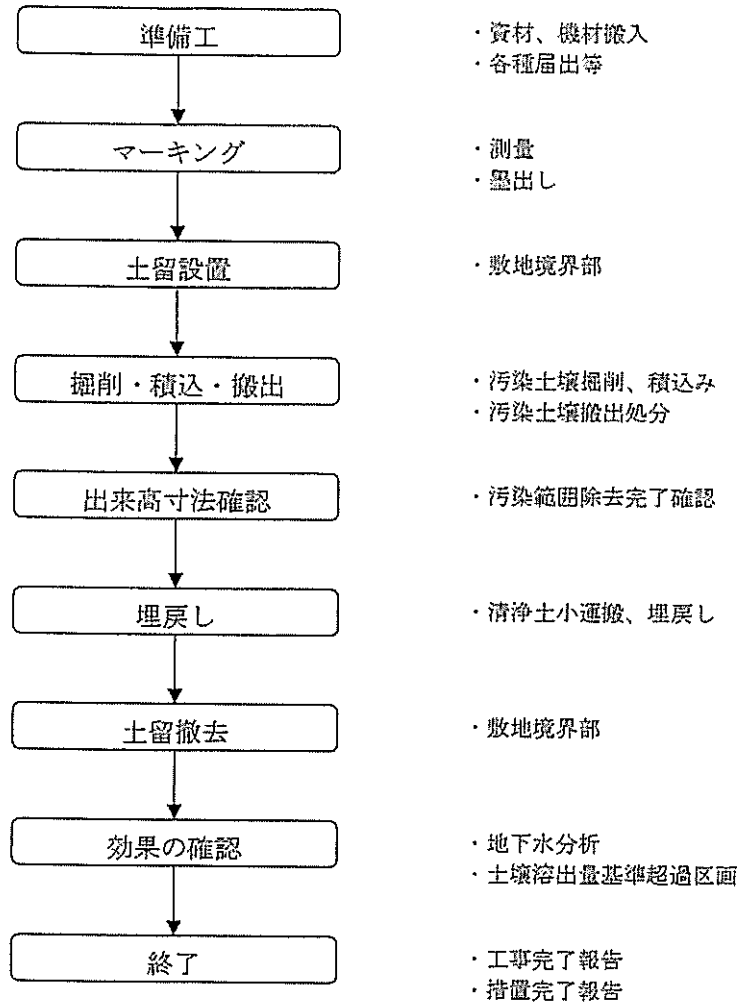 準備工
・資材、機材搬入
・各種届出等
マーキング
・測量
・墨出し
土留設置
・敷地境界部
掘削・積込・搬出
・汚染土壌掘削、積込み
・汚染土壌搬出処分
出来高寸法確認
・汚染範囲除去完了確認
埋戻し
・清浄土小運搬、埋戻し
土留撤去
・敷地境界部
効果の確認
・地下水分析
・土壌溶出量基準超過区画
終了
・工事完了報告
・措置完了報告